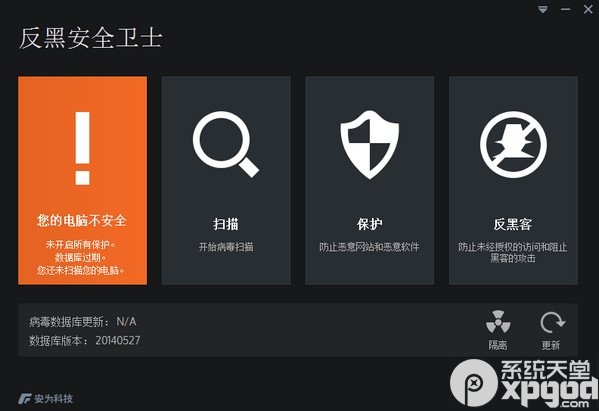 反黑安全卫士
您的电脑不安全
未开启所有保护。
数据库过期。
您还未扫描您的电脑。
扫描
开始病毒扫描
保护
防止恶意网站和恶意软件
反黑客
防止未经授权的访问和阻止
黑客的攻击
病毒数据库更新：N/A
数据库版本：20140527
隔离
更新
安为科技
系统天堂
xpgod.com